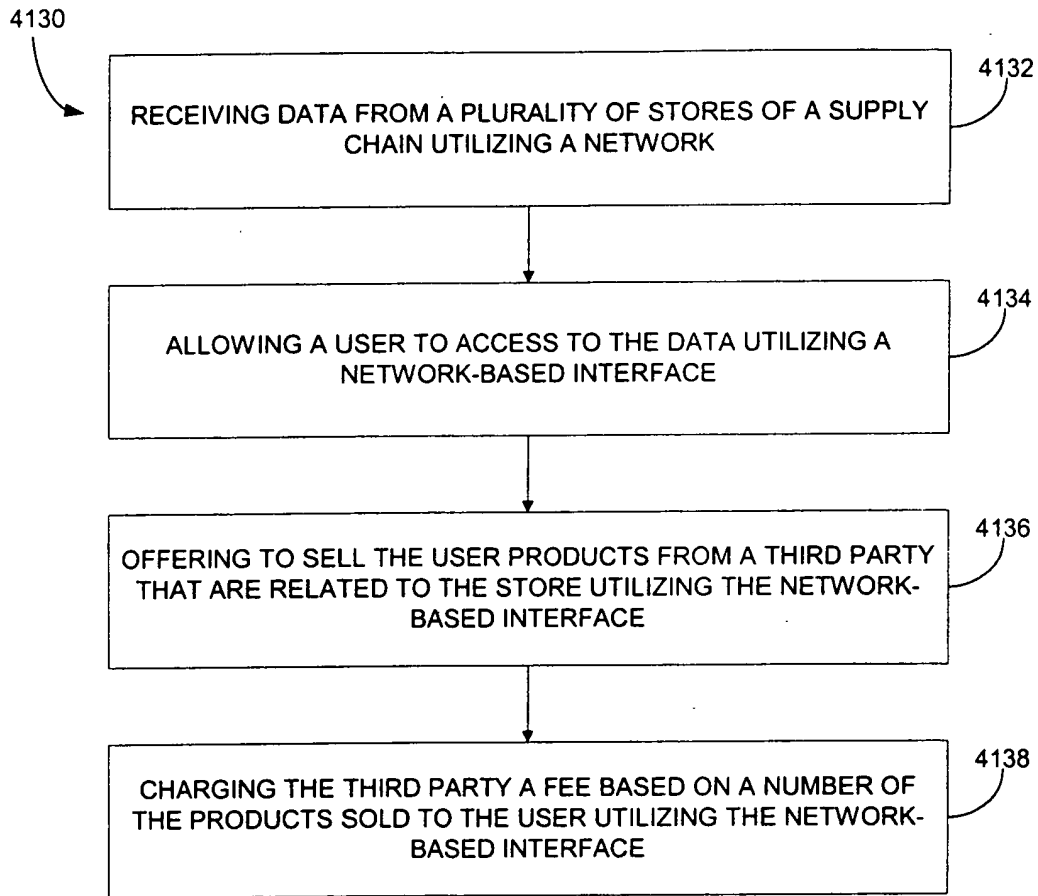 4130
4132
RECEIVING DATA FROM A PLURALITY OF STORES OF A SUPPLY
CHAIN UTILIZING A NETWORK
4134
ALLOWING A USER TO ACCESS TO THE DATA UTILIZING A
NETWORK-BASED INTERFACE
4136
OFFERING TO SELL THE USER PRODUCTS FROM A THIRD PARTY
THAT ARE RELATED TO THE STORE UTILIZING THE NETWORK-
BASED INTERFACE
4138
CHARGING THE THIRD PARTY A FEE BASED ON A NUMBER OF
THE PRODUCTS SOLD TO THE USER UTILIZING THE NETWORK-
BASED INTERFACE